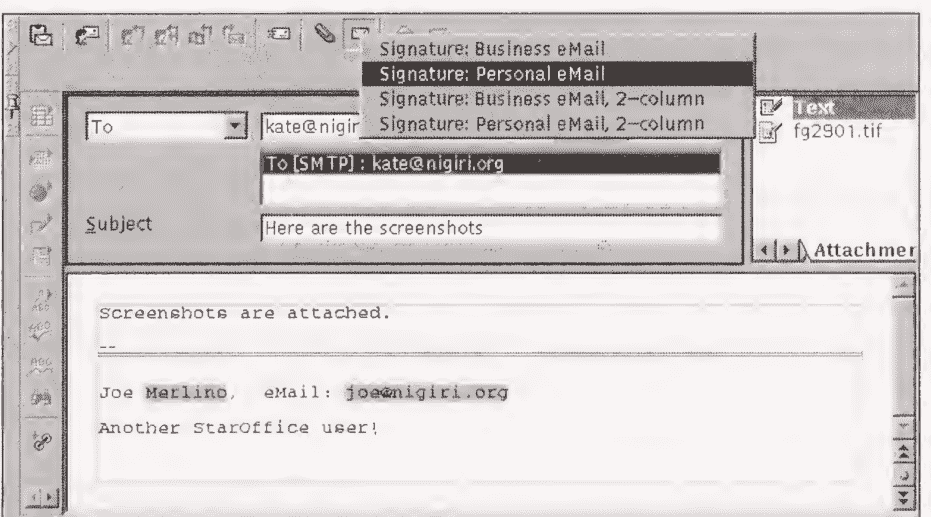 Signature: Business eMail
Signature: Personal eMail
Signature: Business eMail, 2-column
Signature: Personal eMail, 2-column
Text
fg2901.tif
To
kate@nigir
To [SMTP] : kate@nigiri.org
Subject
Here are the screenshots
Attachmer
Screenshots are attached.
--
Joe Merlino, eMail: joe@nigiri.org
Another StarOffice user!